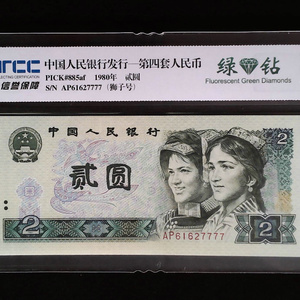 rcc
中国人民银行发行—第四套人民币
绿钻
PICK#885af 1980年 贰圆
Fluorescent Green Diamonds
信誉保障
S/N AP61627777 (狮子号)
中国人民银行
2
贰圆
2
AP61627777
2